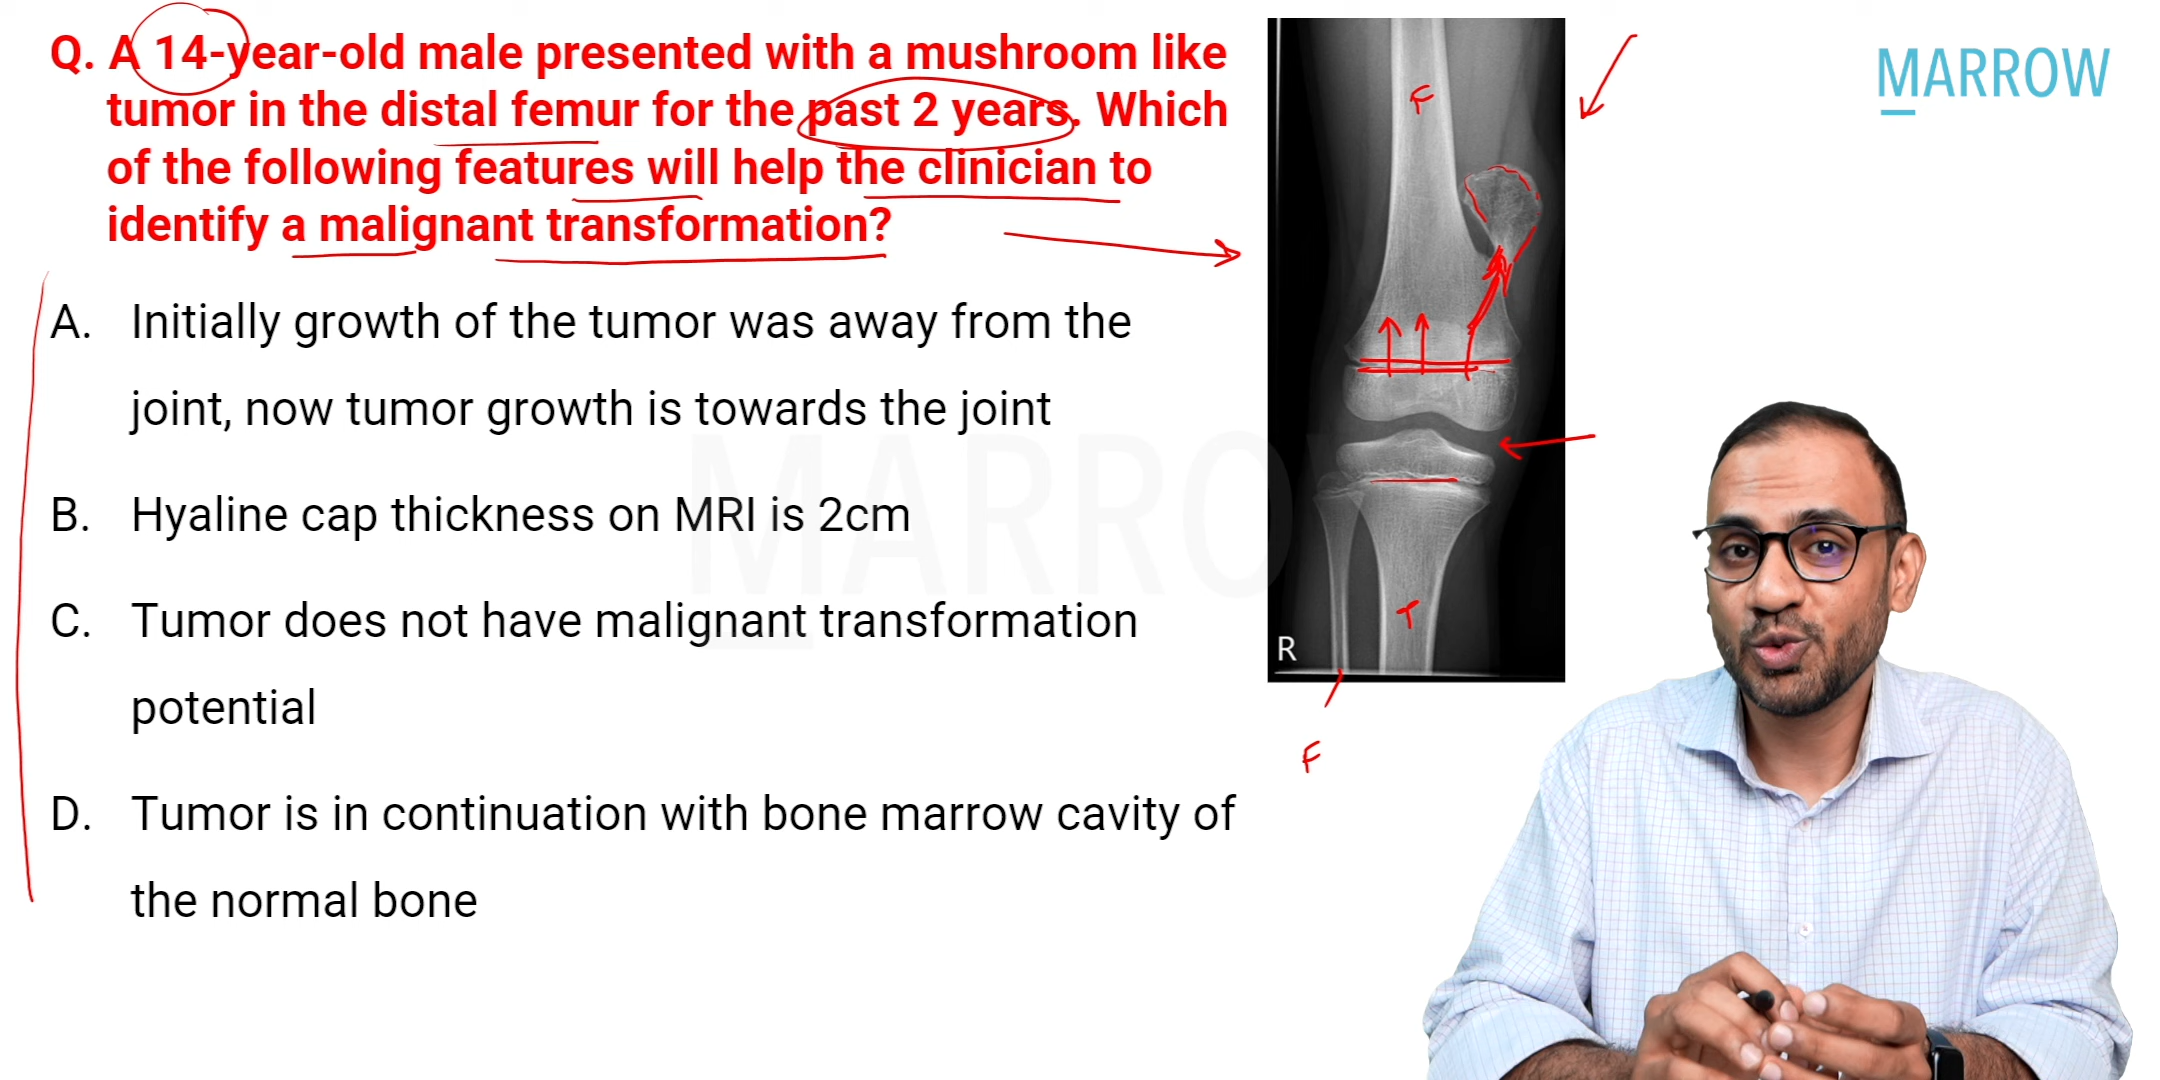 Q. A 14-year-old male presented with a mushroom like
tumor in the distal femur for the past 2 years. Which
of the following features will help the clinician to
identify a malignant transformation?
A. Initially growth of the tumor was away from the
joint, now tumor growth is towards the joint
B. Hyaline cap thickness on MRI is 2cm
C. Tumor does not have malignant transformation
potential
D. Tumor is in continuation with bone marrow cavity of
the normal bone
MARROW
F
T
R
F
MARRO